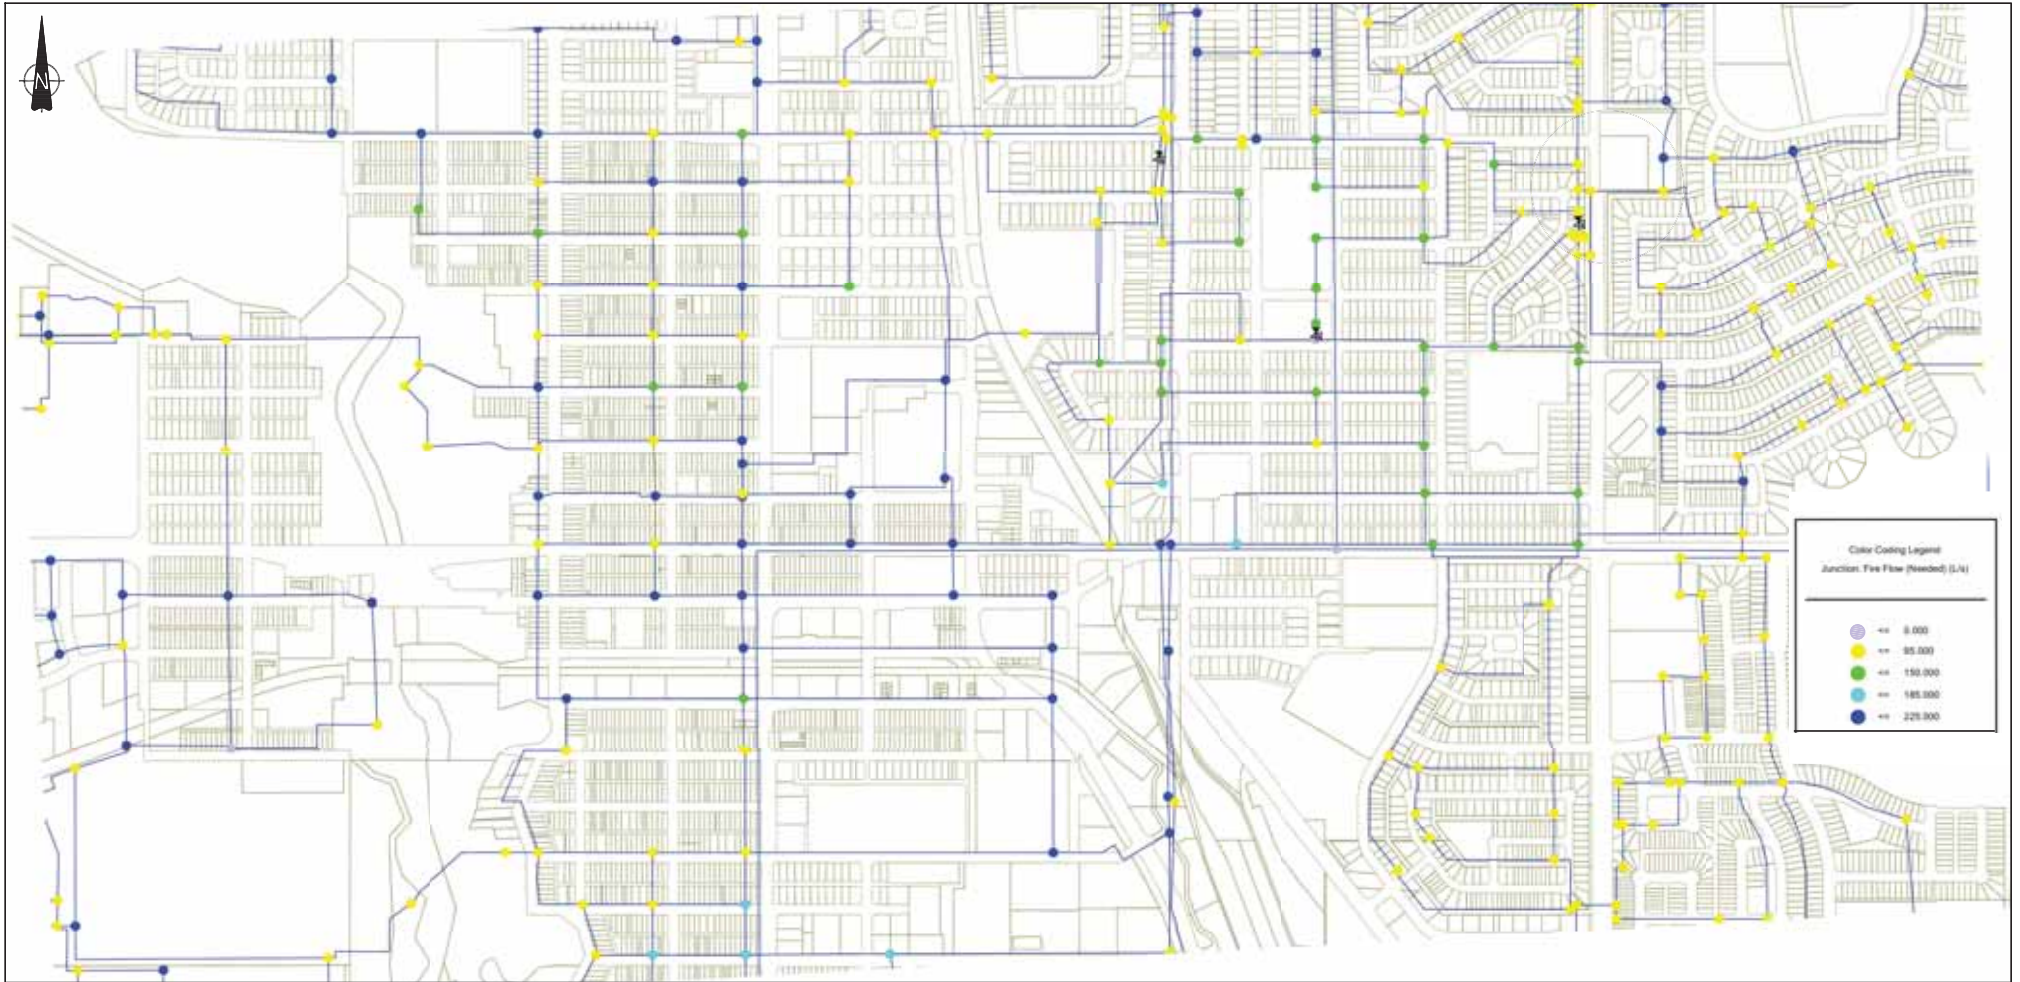 N
Color Coding Legend
Junction: Fire Flow (Needed) (L/s)
<= 0.000
<= 95.000
<= 150.000
<= 185.000
<= 225.000